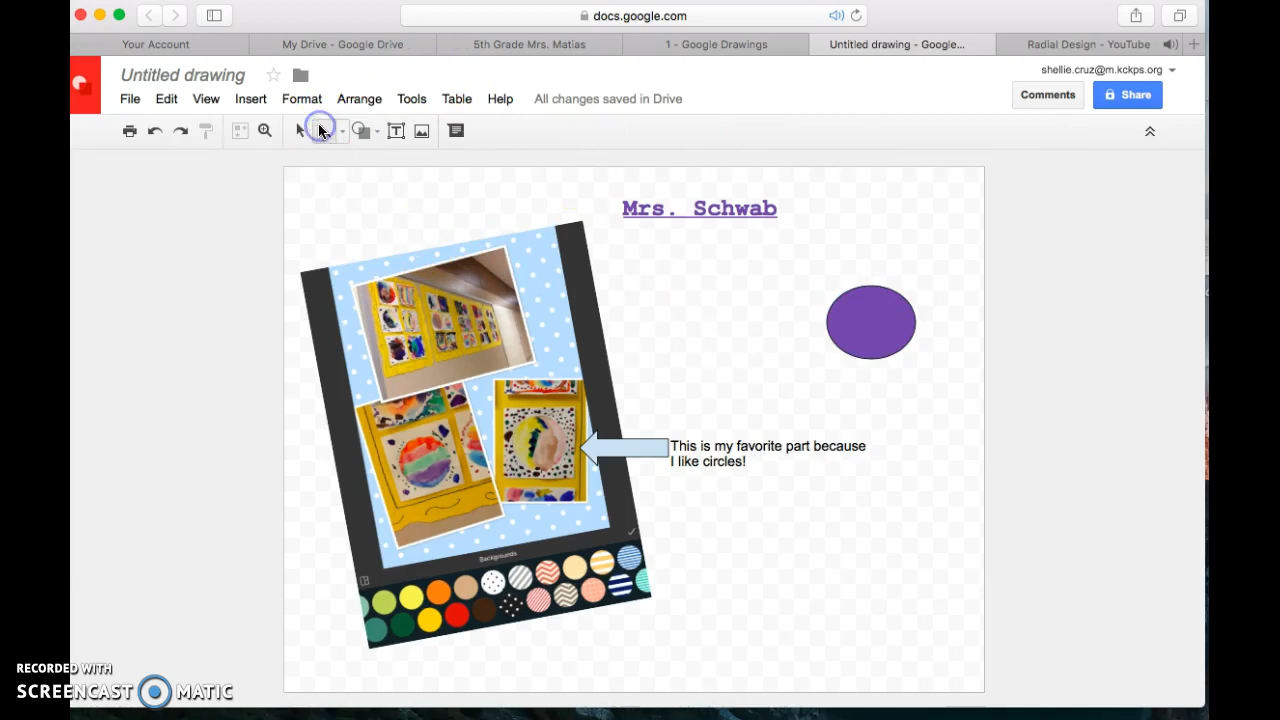 docs.google.com
Your Account
My Drive - Google Drive
5th Grade Mrs. Matias
1 - Google Drawings
Untitled drawing - Google...
Radial Design - YouTube
Untitled drawing
shellie.cruz@m.kckps.org
File Edit View Insert Format Arrange Tools Table Help All changes saved in Drive
Comments
Share
Mrs. Schwab
This is my favorite part because
I like circles!
Backgrounds
RECORDED WITH
SCREENCAST MATIC